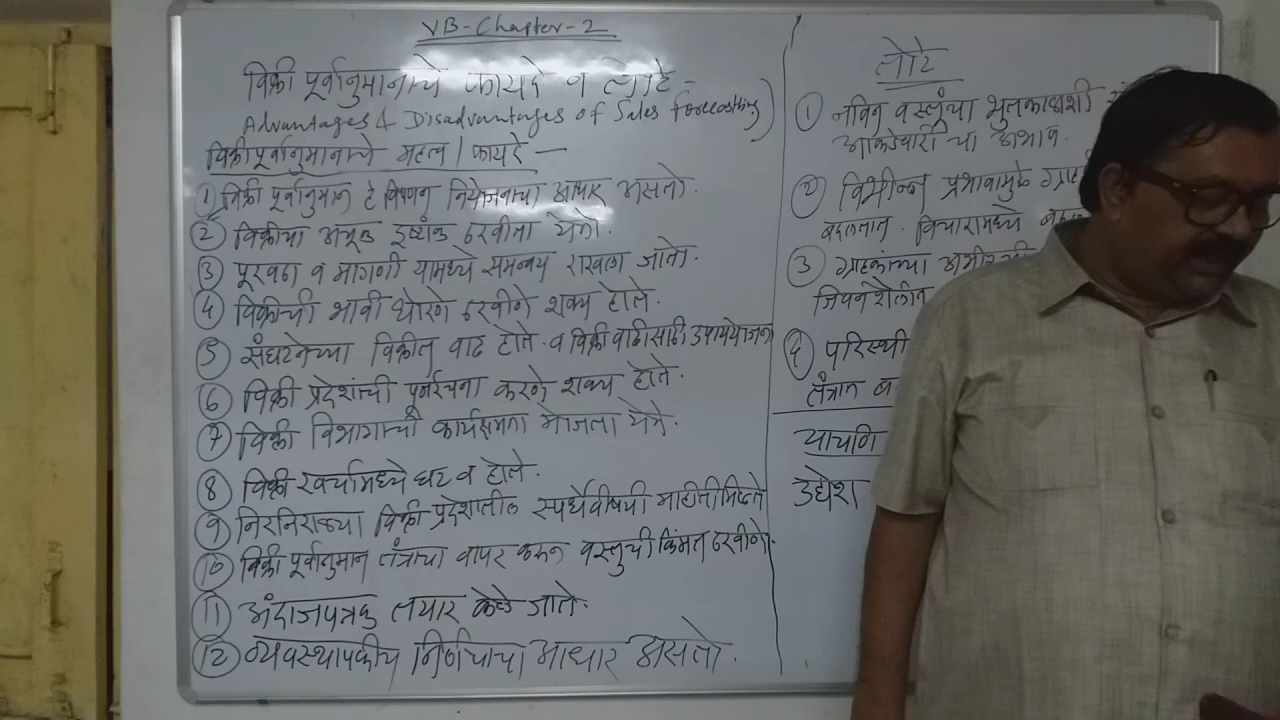 VB-Chapter-2
विक्री पूर्वानुमानाचे फायदे व तोटे -
Advantages & Disadvantages of Sales Forecasting)
विक्रीपूर्वानुमानाचे महत्व / फायदे —
① विक्री पूर्वानुमान हे विपणन नियोजनाचा आधार असतो.
② विक्रीचा अचूक ठरवीता येतो.
③ पूरवठा व मागणी यामध्ये समन्वय राखला जातो.
④ विक्रीची भावी धोरणे ठरवीणे शक्य होते.
⑤ संघटनेच्या विक्रीत वाढ होते. व विक्री वाढीसाठी उपाययोजना
⑥ विक्री प्रदेशांची पूर्नरचना करणे शक्य होते.
⑦ विक्री विभागाची कार्यक्षमता मोजता येते.
⑧ विक्री खर्चामध्ये घट व होते.
⑨ निरनिराळ्या विक्री प्रदेशातील स्पर्धेविषयी माहीती मिळते
⑩ विक्री पूर्वानुमान तंत्राचा वापर करून वस्तुची किंमत ठरवीणे.
⑪ अंदाजपत्रक तयार केले जाते.
⑫ व्यवस्थापकीय निर्णयाचा आधार असतो.
तोटे
① नविन वस्तूंचा भुतकाळाशी
आकडेवारी चा अभाव.
② विभीन्न प्रभावामुळे
बदलतात. विचारामध्ये
③ ग्राहकांच्या
जिवनशैलीत
परिस्थी
तंत्रात
याचणि
उद्येश